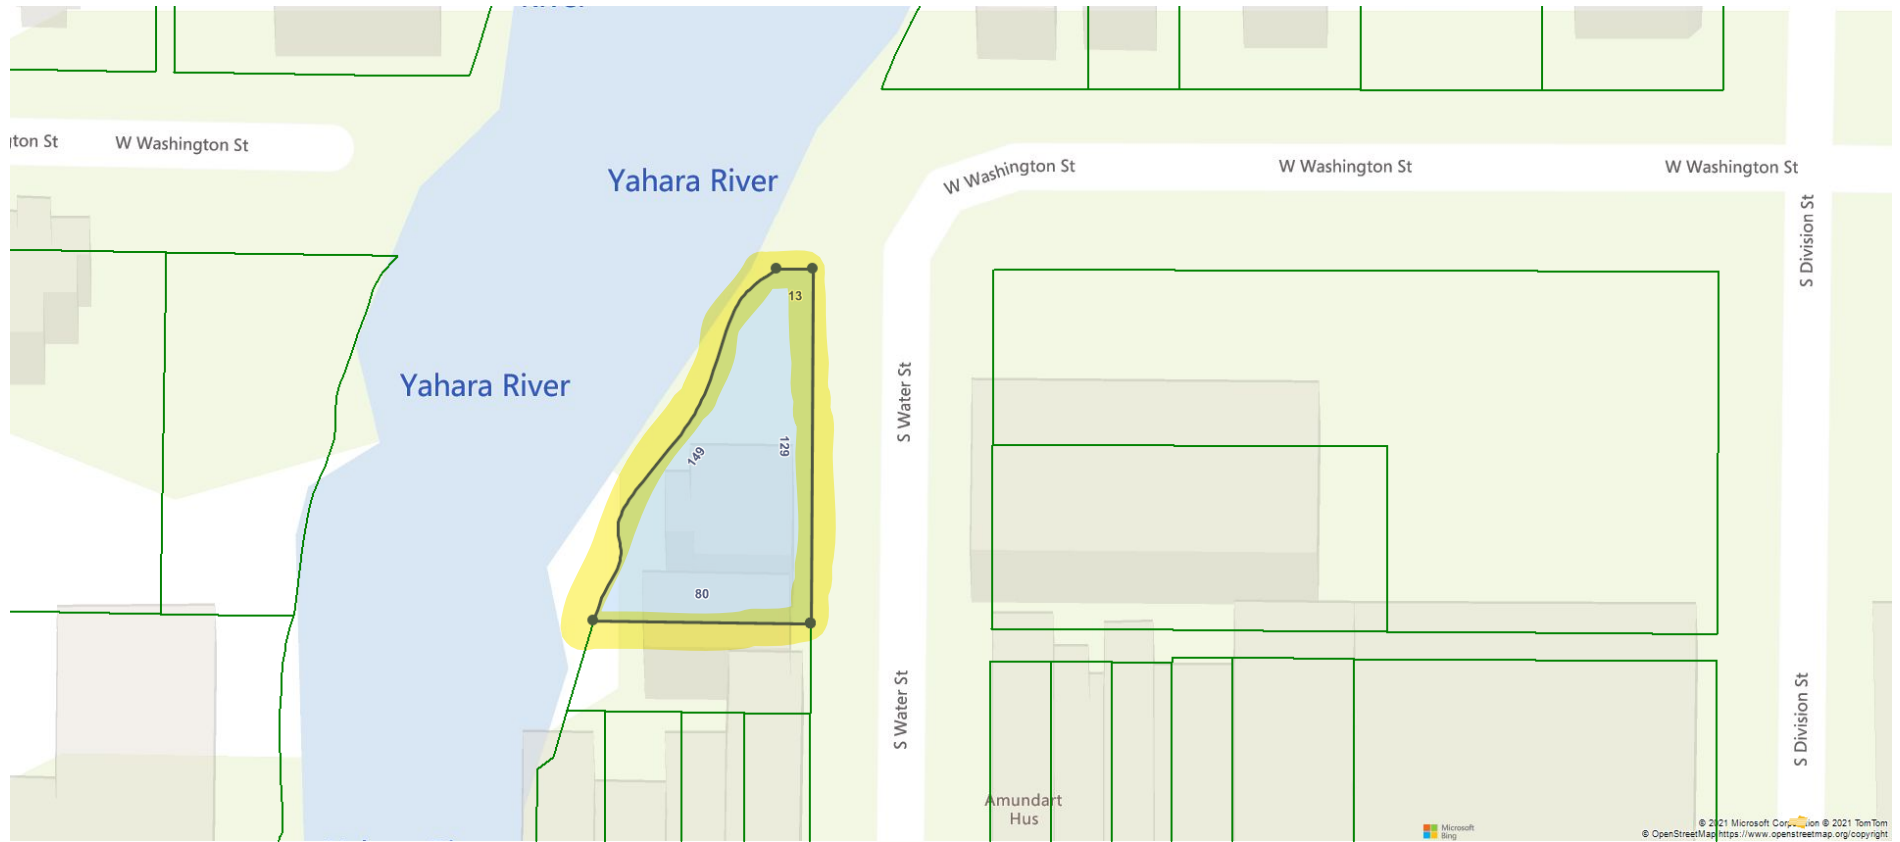 ton St
W Washington St
Yahara River
W Washington St
W Washington St
W Washington St
S Division St
13
Yahara River
S Water St
149
129
80
S Water St
S Division St
Amundart
Hus
Microsoft
Bing
© 2021 Microsoft Corporation © 2021 TomTom
© OpenStreetMap https://www.openstreetmap.org/copyright